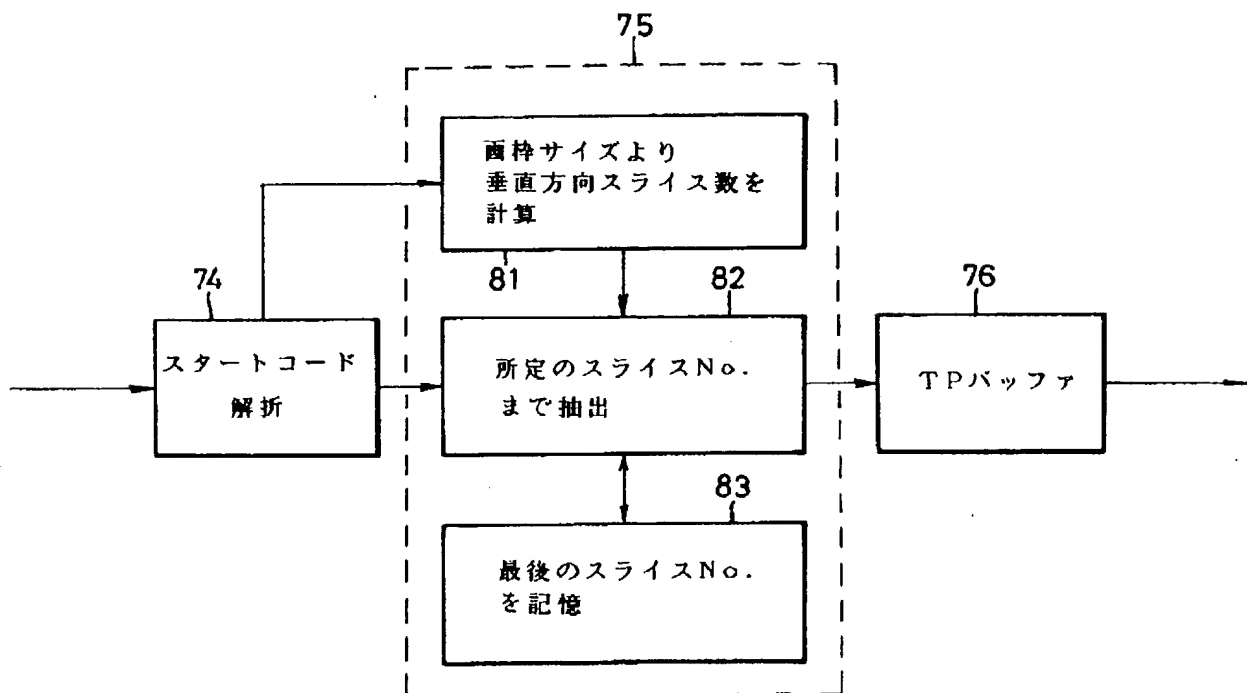 75
画枠サイズより
垂直方向スライス数を
計算
81
74
82
76
スタートコード
解折
所定のスライスNo.
まで抽出
TPバッファ
83
最後のスライスNo.
を記憶